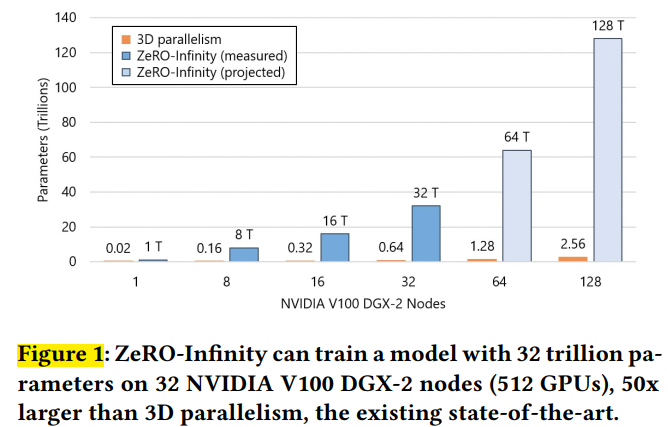 140
120
100
80
60
40
20
0
Parameters (Trillions)
3D parallelism
ZeRO-Infinity (measured)
ZeRO-Infinity (projected)
0.02
1 T
0.16
8 T
0.32
16 T
0.64
32 T
1.28
64 T
2.56
128 T
1
8
16
32
64
128
NVIDIA V100 DGX-2 Nodes
Figure 1: ZeRO-Infinity can train a model with 32 trillion pa-
rameters on 32 NVIDIA V100 DGX-2 nodes (512 GPUs), 50x
larger than 3D parallelism, the existing state-of-the-art.